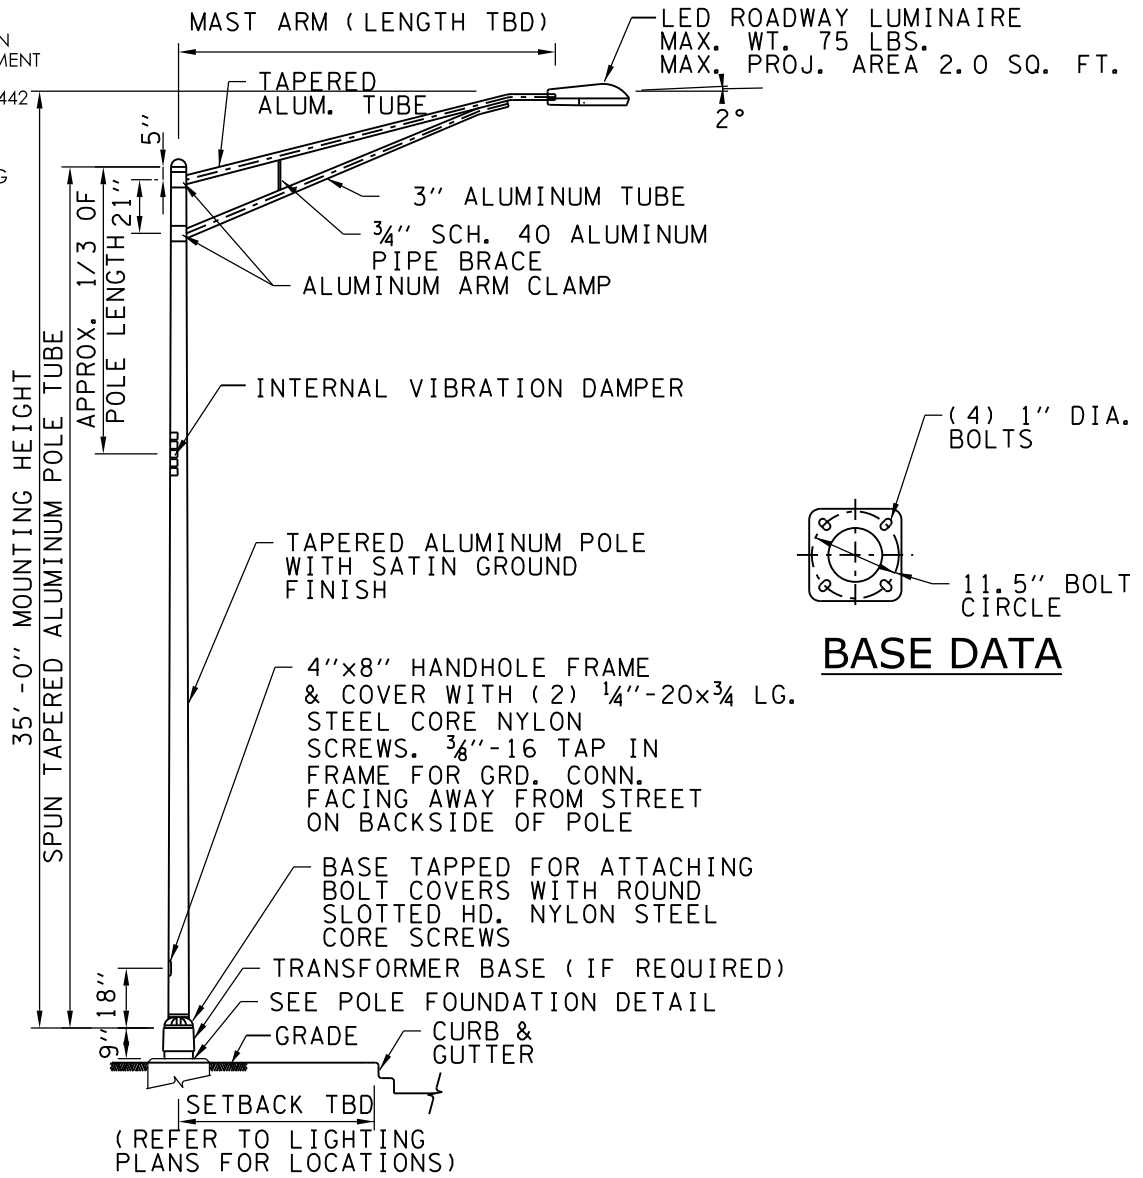 MAST ARM (LENGTH TBD)
LED ROADWAY LUMINAIRE
MAX. WT. 75 LBS.
MAX. PROJ. AREA 2.0 SQ. FT.
N
MENT
442
G
TAPERED
ALUM. TUBE
2°
5"
21"
3" ALUMINUM TUBE
¾" SCH. 40 ALUMINUM
PIPE BRACE
ALUMINUM ARM CLAMP
APPROX. 1/3 OF
POLE LENGTH
INTERNAL VIBRATION DAMPER
35'-0" MOUNTING HEIGHT
SPUN TAPERED ALUMINUM POLE TUBE
(4) 1" DIA.
BOLTS
11.5" BOLT
CIRCLE
BASE DATA
TAPERED ALUMINUM POLE
WITH SATIN GROUND
FINISH
4"x8" HANDHOLE FRAME
& COVER WITH (2) ¼"-20x¾ LG.
STEEL CORE NYLON
SCREWS. ⅜"-16 TAP IN
FRAME FOR GRD. CONN.
FACING AWAY FROM STREET
ON BACKSIDE OF POLE
BASE TAPPED FOR ATTACHING
BOLT COVERS WITH ROUND
SLOTTED HD. NYLON STEEL
CORE SCREWS
18"
TRANSFORMER BASE (IF REQUIRED)
SEE POLE FOUNDATION DETAIL
9"
GRADE
CURB &
GUTTER
SETBACK TBD
(REFER TO LIGHTING
PLANS FOR LOCATIONS)